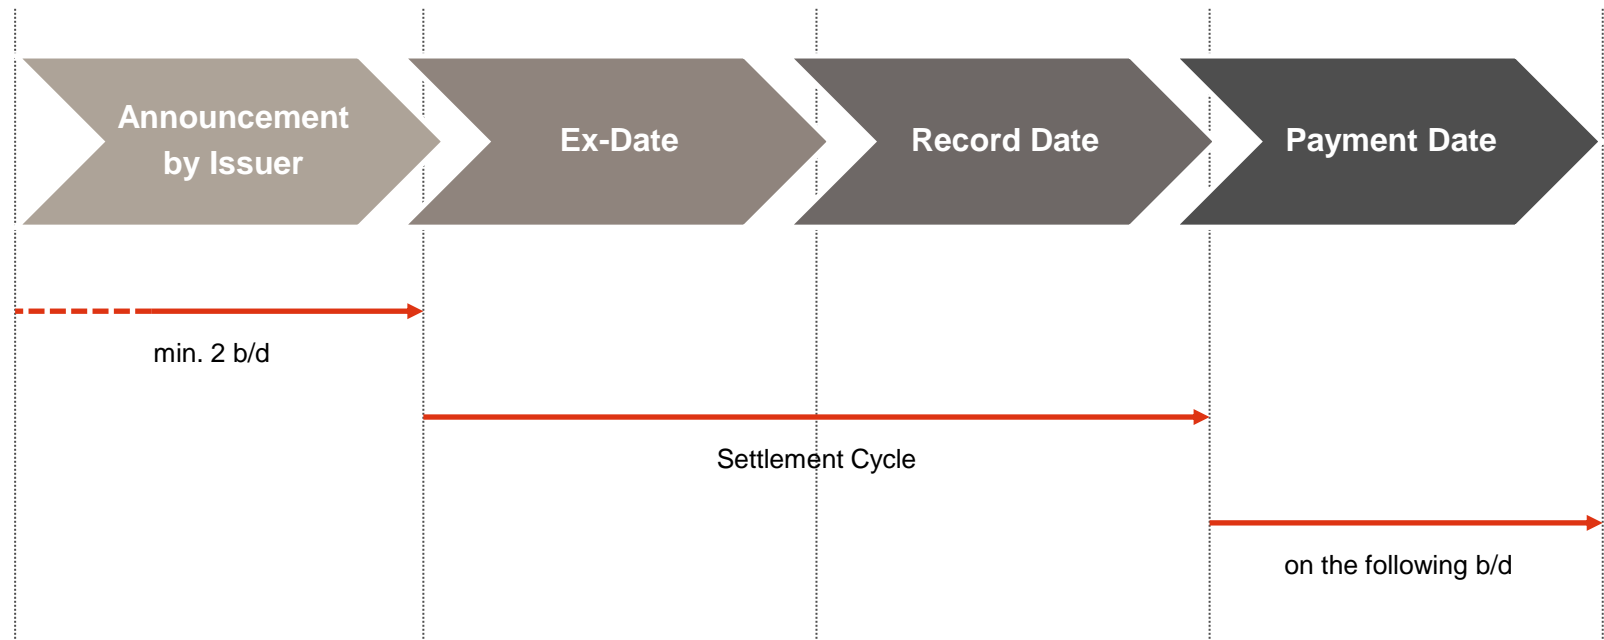 Announcement
by Issuer
Ex-Date
Record Date
Payment Date
min. 2 b/d
Settlement Cycle
on the following b/d